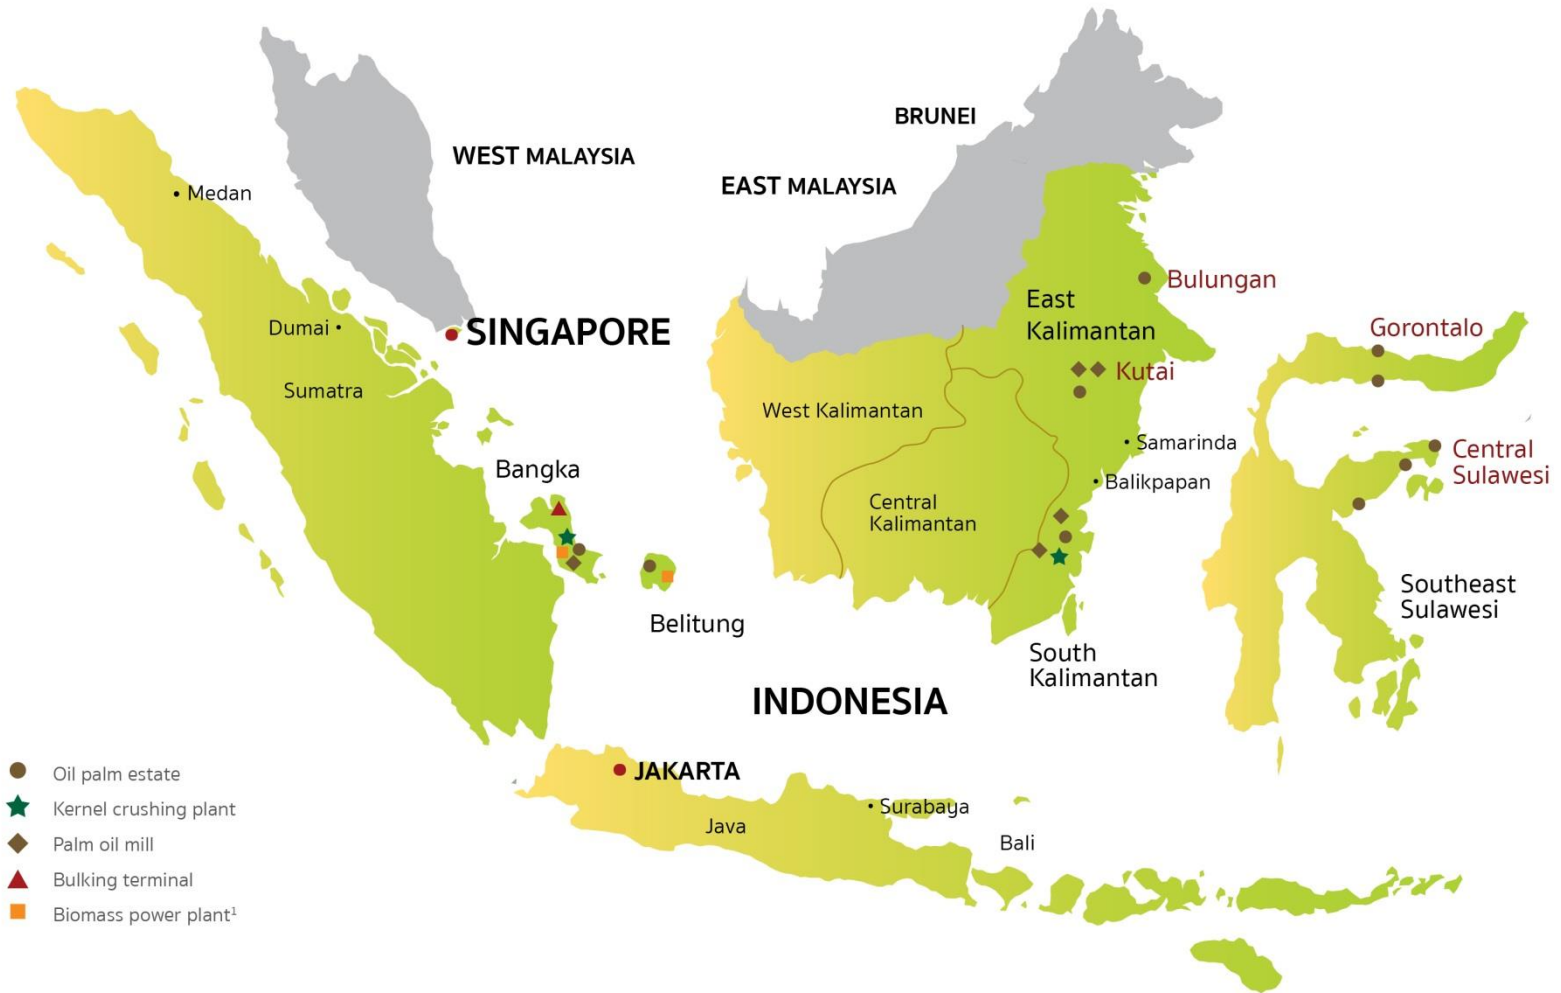 BRUNEI
WEST MALAYSIA
EAST MALAYSIA
Medan
Bulungan
East
Kalimantan
Dumai
SINGAPORE
Gorontalo
Kutai
Sumatra
West Kalimantan
Samarinda
Central
Sulawesi
Bangka
Balikpapan
Central
Kalimantan
Southeast
Sulawesi
Belitung
South
Kalimantan
INDONESIA
JAKARTA
Surabaya
Java
Bali
Oil palm estate
Kernel crushing plant
Palm oil mill
Bulking terminal
Biomass power plant¹